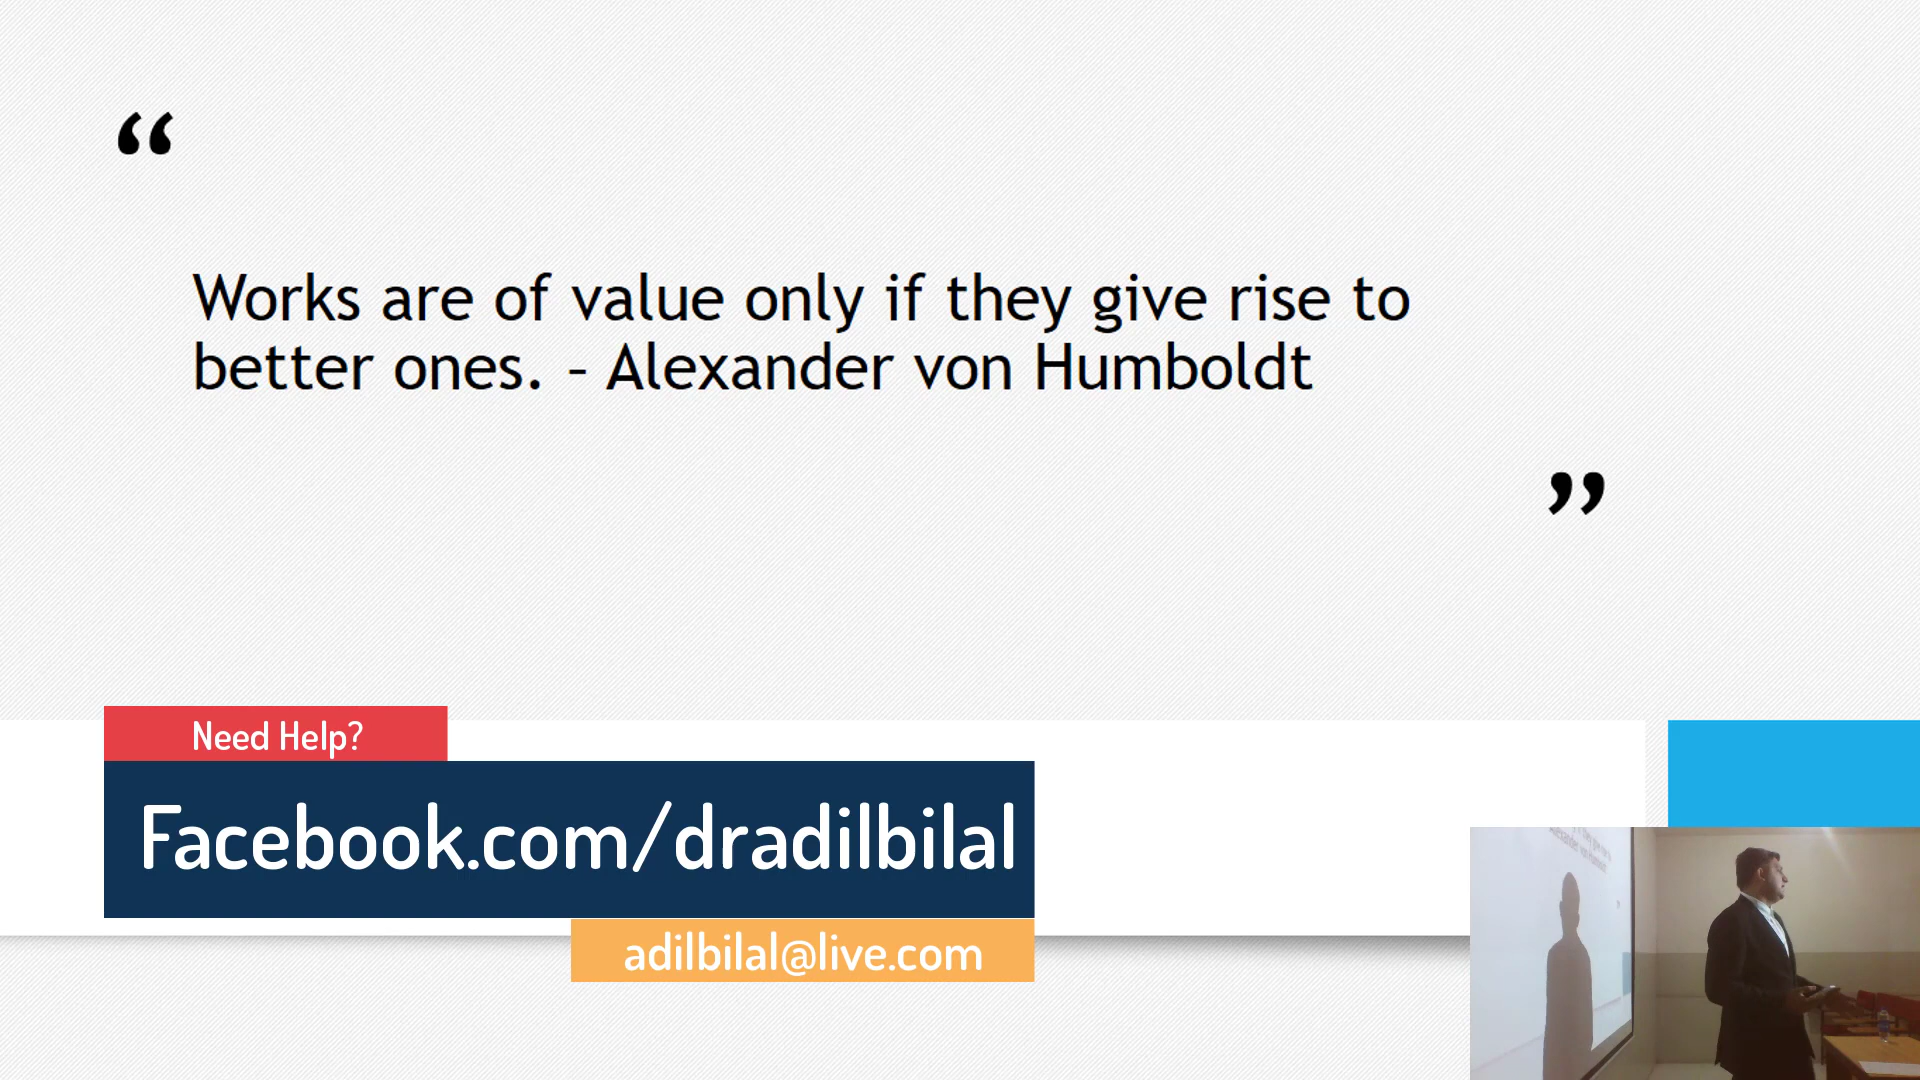 “
Works are of value only if they give rise to
better ones. – Alexander von Humboldt
”
Need Help?
Facebook.com/dradilbilal
adilbilal@live.com